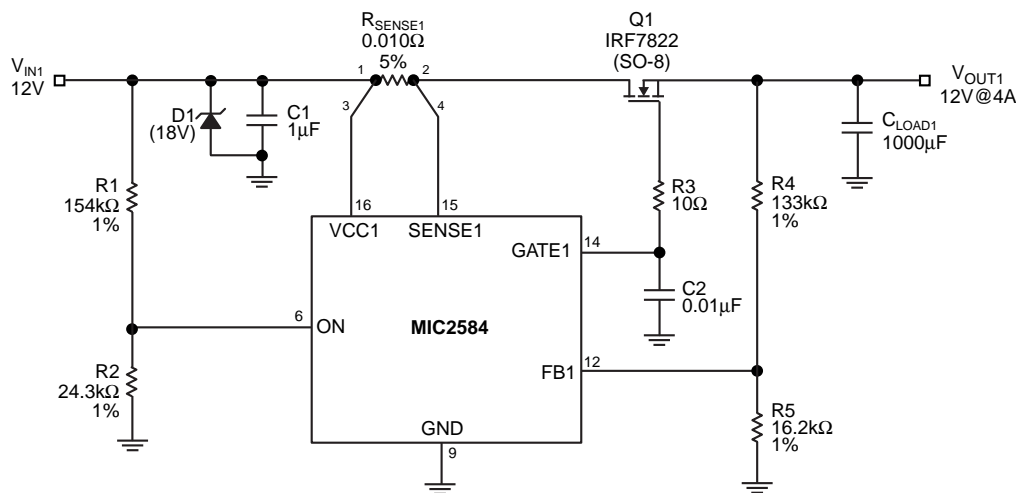 R_SENSE1
0.010Ω
5%
Q1
IRF7822
(SO-8)
V_IN1
12V
1
2
3
4
V_OUT1
12V@4A
D1
(18V)
C1
1μF
C_LOAD1
1000μF
R1
154kΩ
1%
R3
10Ω
R4
133kΩ
1%
16
15
VCC1
SENSE1
GATE1
14
C2
0.01μF
6
ON
MIC2584
FB1
12
R2
24.3kΩ
1%
R5
16.2kΩ
1%
GND
9